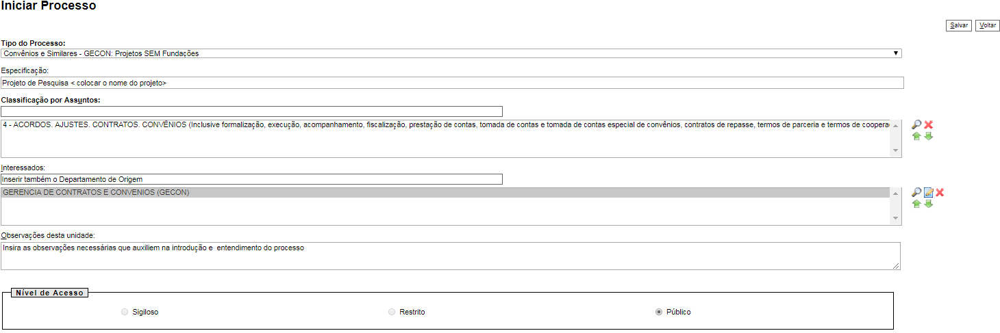 Iniciar Processo
Salvar Voltar
Tipo do Processo:
Convênios e Similares - GECON: Projetos SEM Fundações
Especificação:
Projeto de Pesquisa < colocar o nome do projeto>
Classificação por Assuntos:
4 - ACORDOS. AJUSTES. CONTRATOS. CONVÊNIOS (Inclusive formalização, execução, acompanhamento, fiscalização, prestação de contas, tomada de contas e tomada de contas especial de convênios, contratos de repasse, termos de parceria e termos de coopera
Interessados:
Inserir também o Departamento de Origem
GERENCIA DE CONTRATOS E CONVENIOS (GECON)
Observações desta unidade:
Insira as observações necessárias que auxiliem na introdução e entendimento do processo
Nível de Acesso
Sigiloso Restrito Público